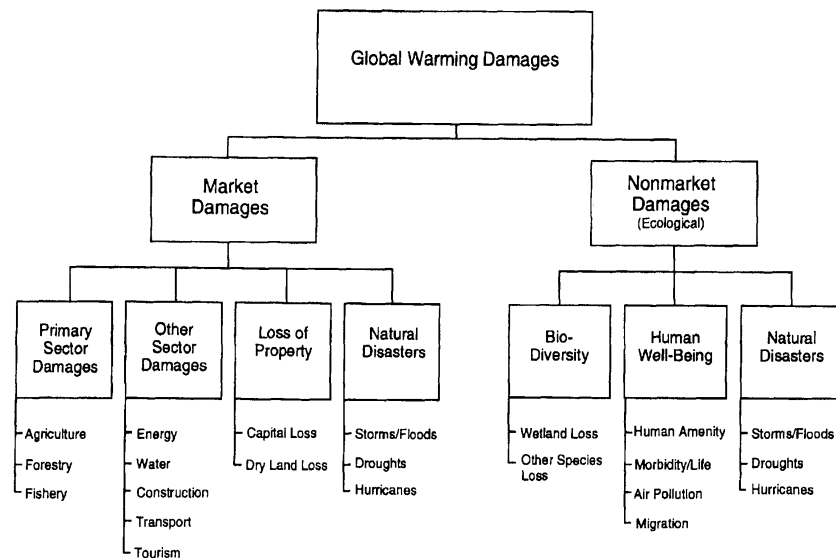 Global Warming Damages
Market
Damages
Nonmarket
Damages
(Ecological)
Primary
Sector
Damages
Other
Sector
Damages
Loss of
Property
Natural
Disasters
Bio-
Diversity
Human
Well-Being
Natural
Disasters
Agriculture
Forestry
Fishery
Energy
Water
Construction
Transport
Tourism
Capital Loss
Dry Land Loss
Storms/Floods
Droughts
Hurricanes
Wetland Loss
Other Species
Loss
Human Amenity
Morbidity/Life
Air Pollution
Migration
Storms/Floods
Droughts
Hurricanes